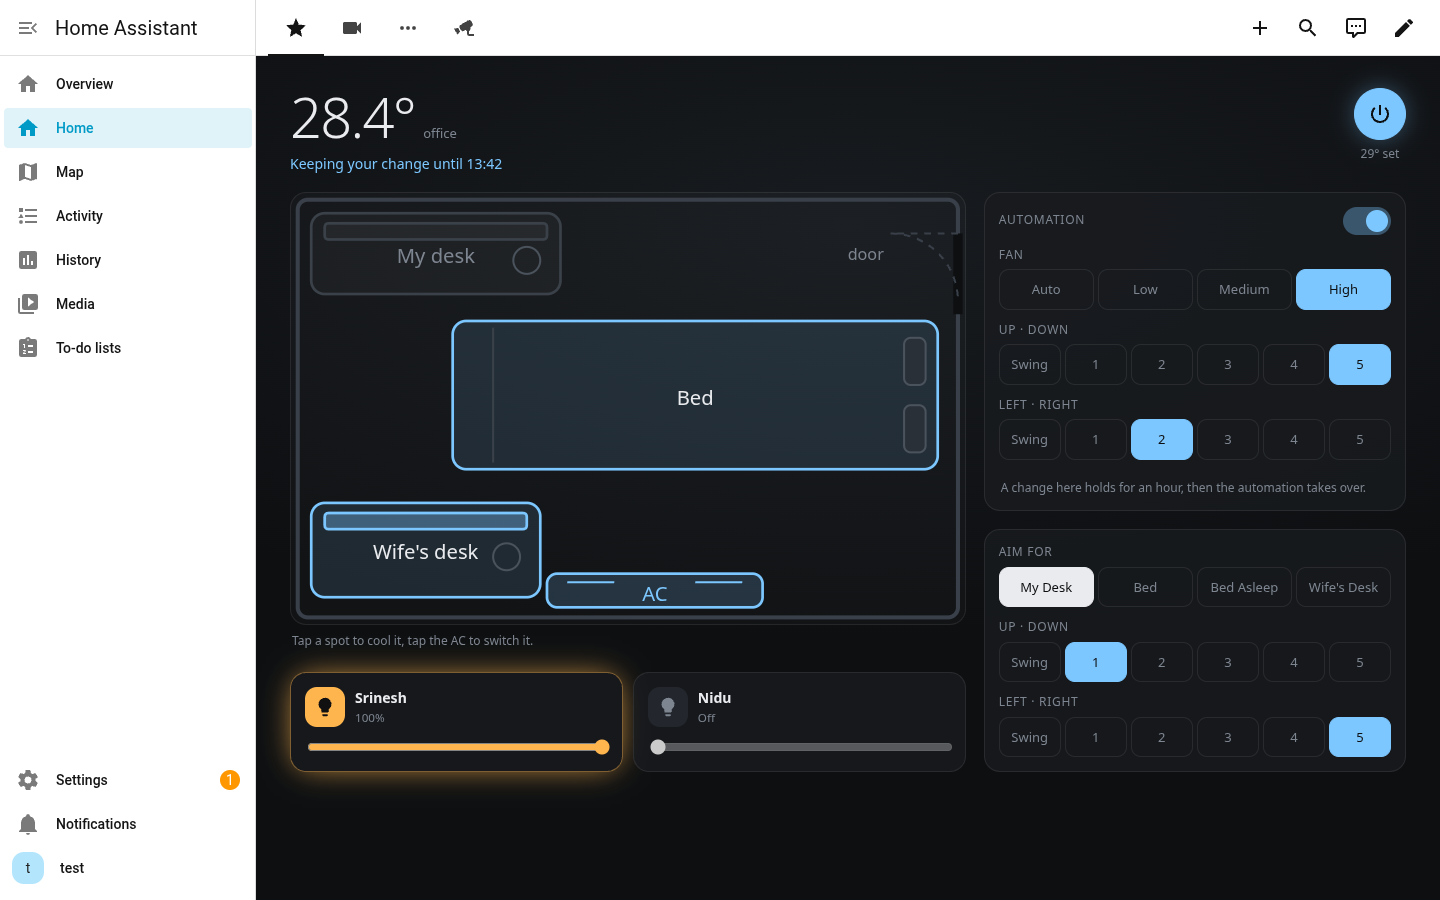 Home Assistant
Overview
Home
Map
Activity
History
Media
To-do lists
Settings
1
Notifications
t
test
28.4° office
Keeping your change until 13:42
29° set
My desk
door
Bed
Wife's desk
AC
Tap a spot to cool it, tap the AC to switch it.
Srinesh
100%
Nidu
Off
AUTOMATION
FAN
Auto Low Medium High
UP · DOWN
Swing 1 2 3 4 5
LEFT · RIGHT
Swing 1 2 3 4 5
A change here holds for an hour, then the automation takes over.
AIM FOR
My Desk Bed Bed Asleep Wife's Desk
UP · DOWN
Swing 1 2 3 4 5
LEFT · RIGHT
Swing 1 2 3 4 5